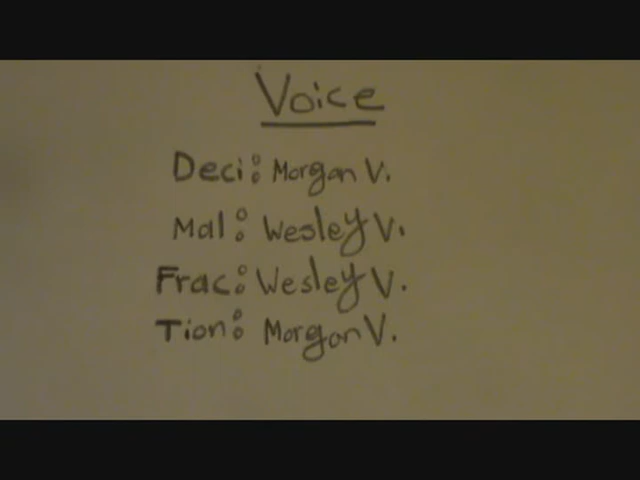 Voice
Deci: Morgan V.
Mal: Wesley V.
Frac: Wesley V.
Tion: Morgan V.